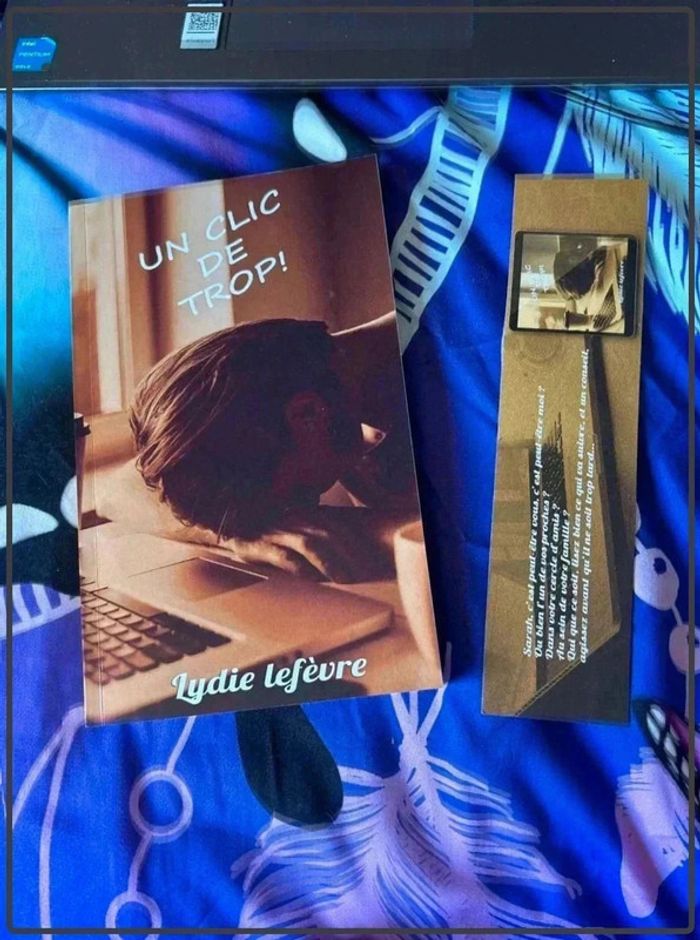 intel
PENTIUM
UN CLIC
DE
TROP!
Lydie lefèvre
Sarah, c'est peut-être vous, c'est peut-être moi ?
Ou bien l'un de vos proches ?
Dans votre cercle d'amis ?
Au sein de votre famille ?
Qui que ce soit, lisez bien ce qui va suivre, et un conseil,
agissez avant qu'il ne soit trop tard...